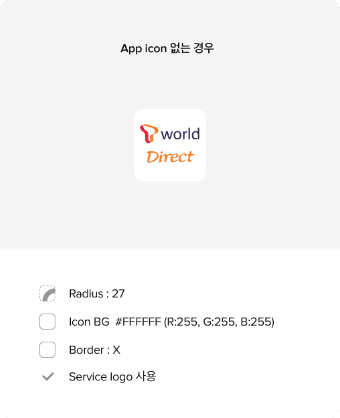 App icon 없는 경우
T world
Direct
Radius : 27
Icon BG #FFFFFF (R:255, G:255, B:255)
Border : X
Service logo 사용